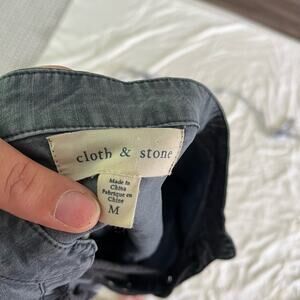 cloth & stone
Made in
China
Fabriqué en
Chine
M